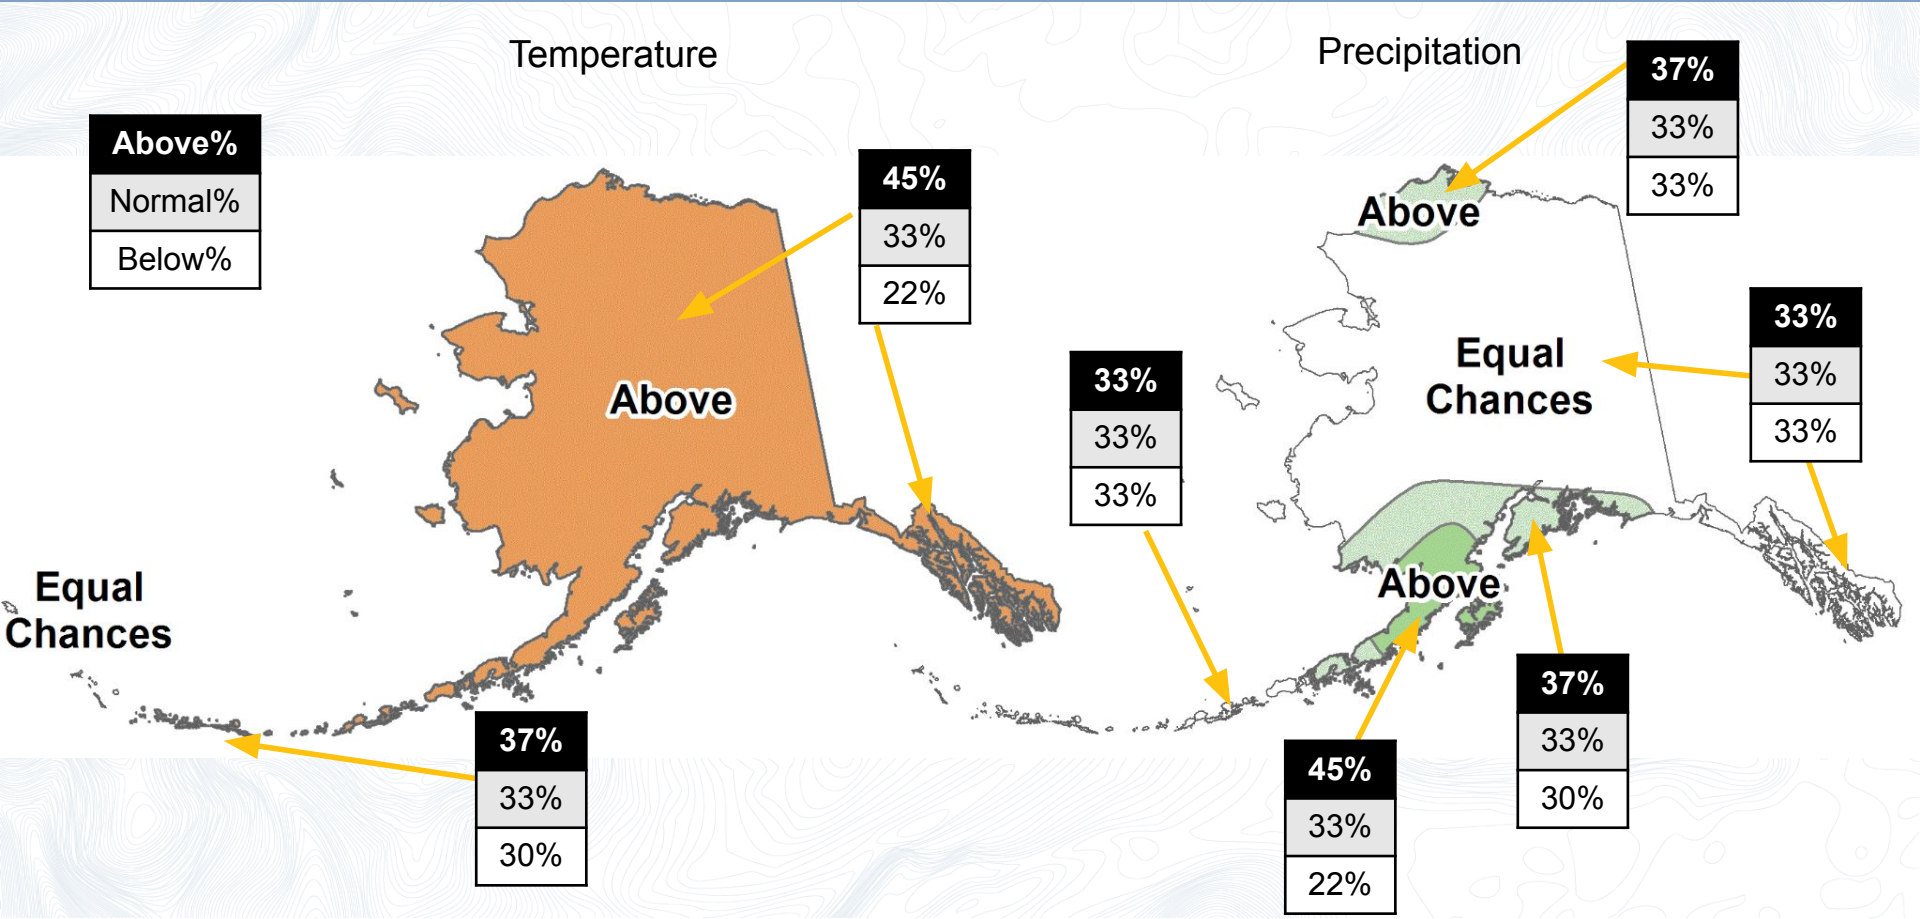 Temperature
Precipitation
Above%
Normal%
Below%
45%
33%
22%
Above
Equal
Chances
37%
33%
30%
37%
33%
33%
Above
33%
33%
33%
Equal
Chances
33%
33%
33%
Above
37%
33%
30%
45%
33%
22%